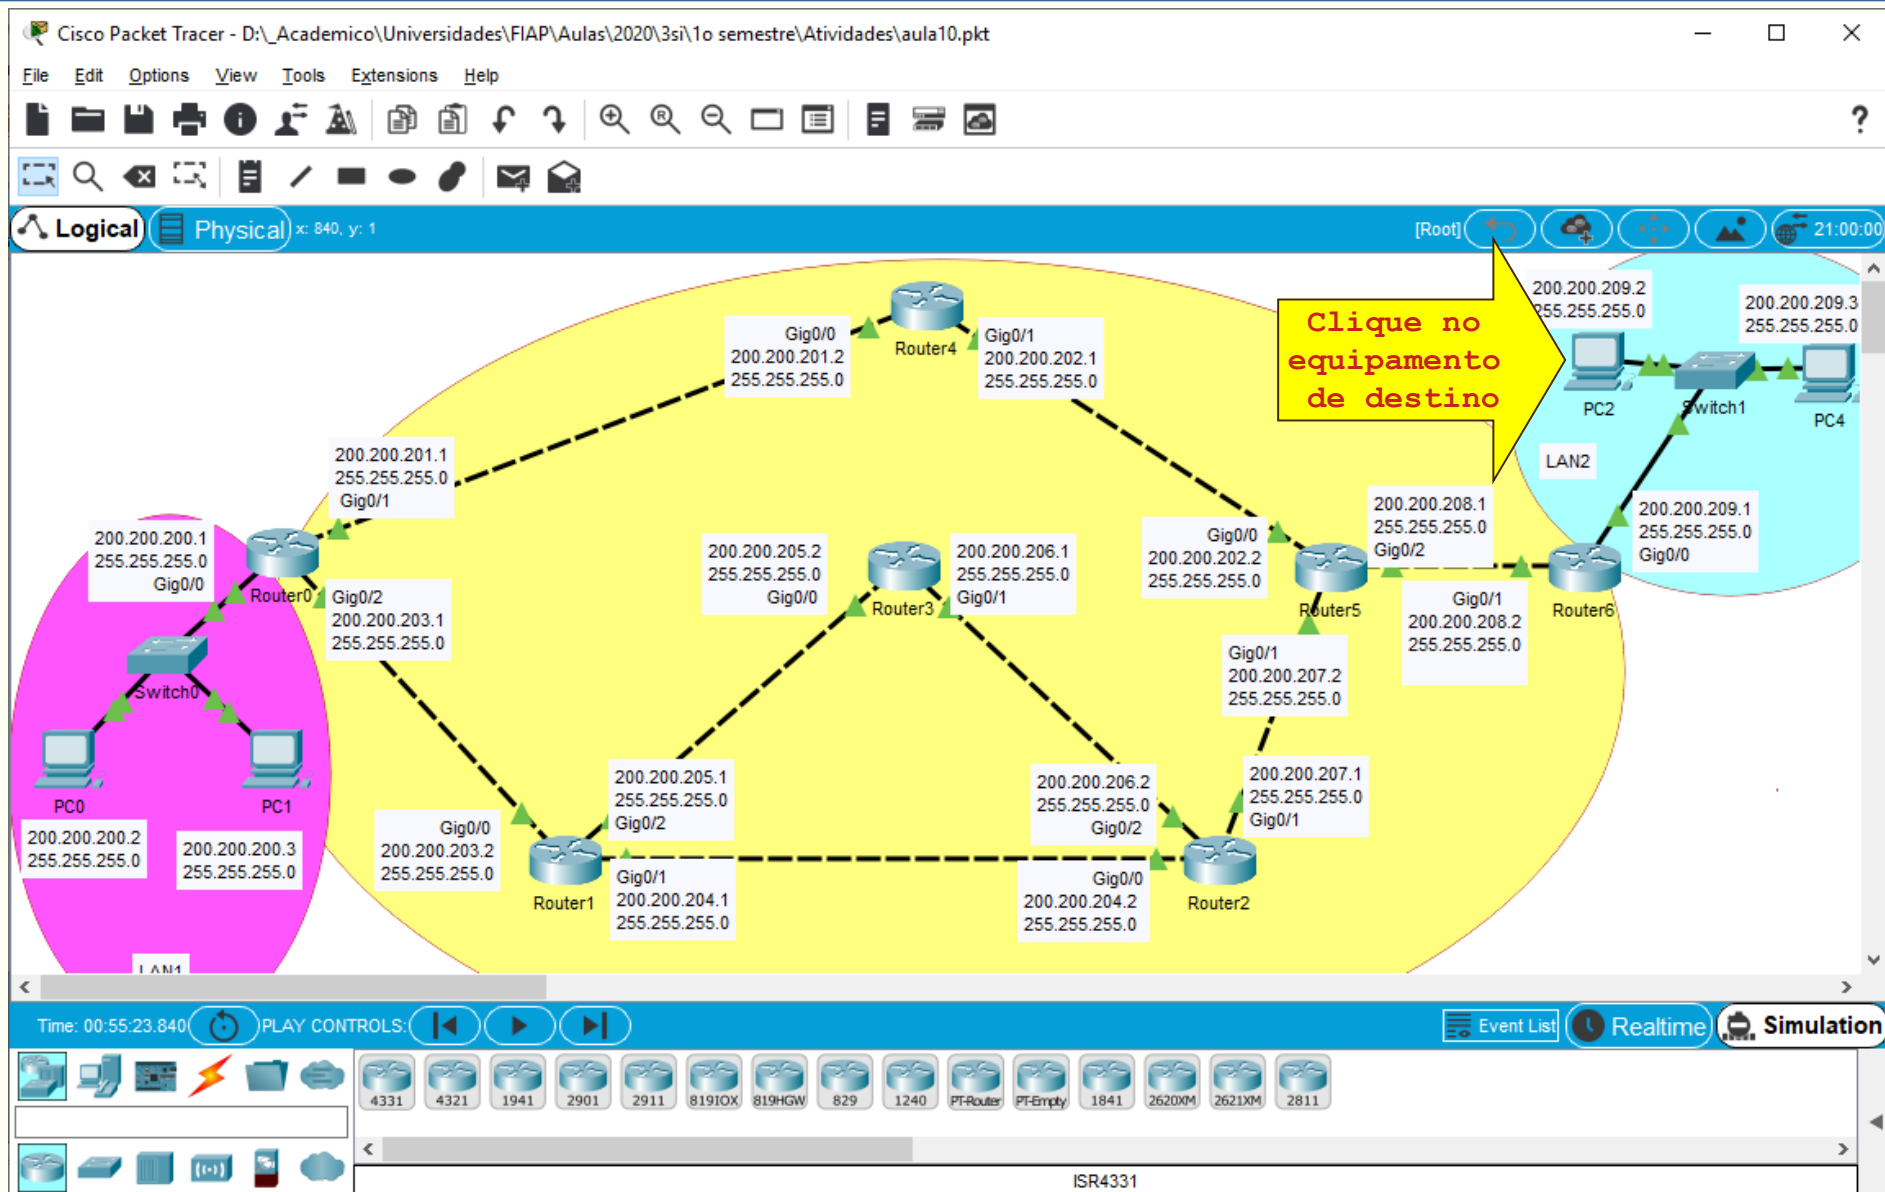 Cisco Packet Tracer - D:\_Academico\Universidades\FIAP\Aulas\2020\3si\1o semestre\Atividades\aula10.pkt
File Edit Options View Tools Extensions Help
Logical
Physical
x: 840, y: 1
[Root]
21:00:00
200.200.209.2
255.255.255.0
200.200.209.3
255.255.255.0
Clique no
equipamento
de destino
Gig0/0
200.200.201.2
255.255.255.0
Router4
Gig0/1
200.200.202.1
255.255.255.0
PC2
Switch1
PC4
LAN2
200.200.201.1
255.255.255.0
Gig0/1
200.200.200.1
255.255.255.0
Gig0/0
Router0
Gig0/2
200.200.203.1
255.255.255.0
200.200.205.2
255.255.255.0
Gig0/0
Router3
200.200.206.1
255.255.255.0
Gig0/1
Gig0/0
200.200.202.2
255.255.255.0
200.200.208.1
255.255.255.0
Gig0/2
200.200.209.1
255.255.255.0
Gig0/0
Router5
Gig0/1
200.200.208.2
255.255.255.0
Router6
Gig0/1
200.200.207.2
255.255.255.0
Switch0
PC0
PC1
200.200.200.2
255.255.255.0
200.200.200.3
255.255.255.0
200.200.205.1
255.255.255.0
Gig0/2
Gig0/0
200.200.203.2
255.255.255.0
Router1
Gig0/1
200.200.204.1
255.255.255.0
200.200.206.2
255.255.255.0
Gig0/2
200.200.207.1
255.255.255.0
Gig0/1
Gig0/0
200.200.204.2
255.255.255.0
Router2
LAN1
Time: 00:55:23.840
PLAY CONTROLS:
Event List
Realtime
Simulation
4331 4321 1941 2901 2911 819IOX 819HGW 829 1240 PT-Router PT-Empty 1841 2620XM 2621XM 2811
ISR4331